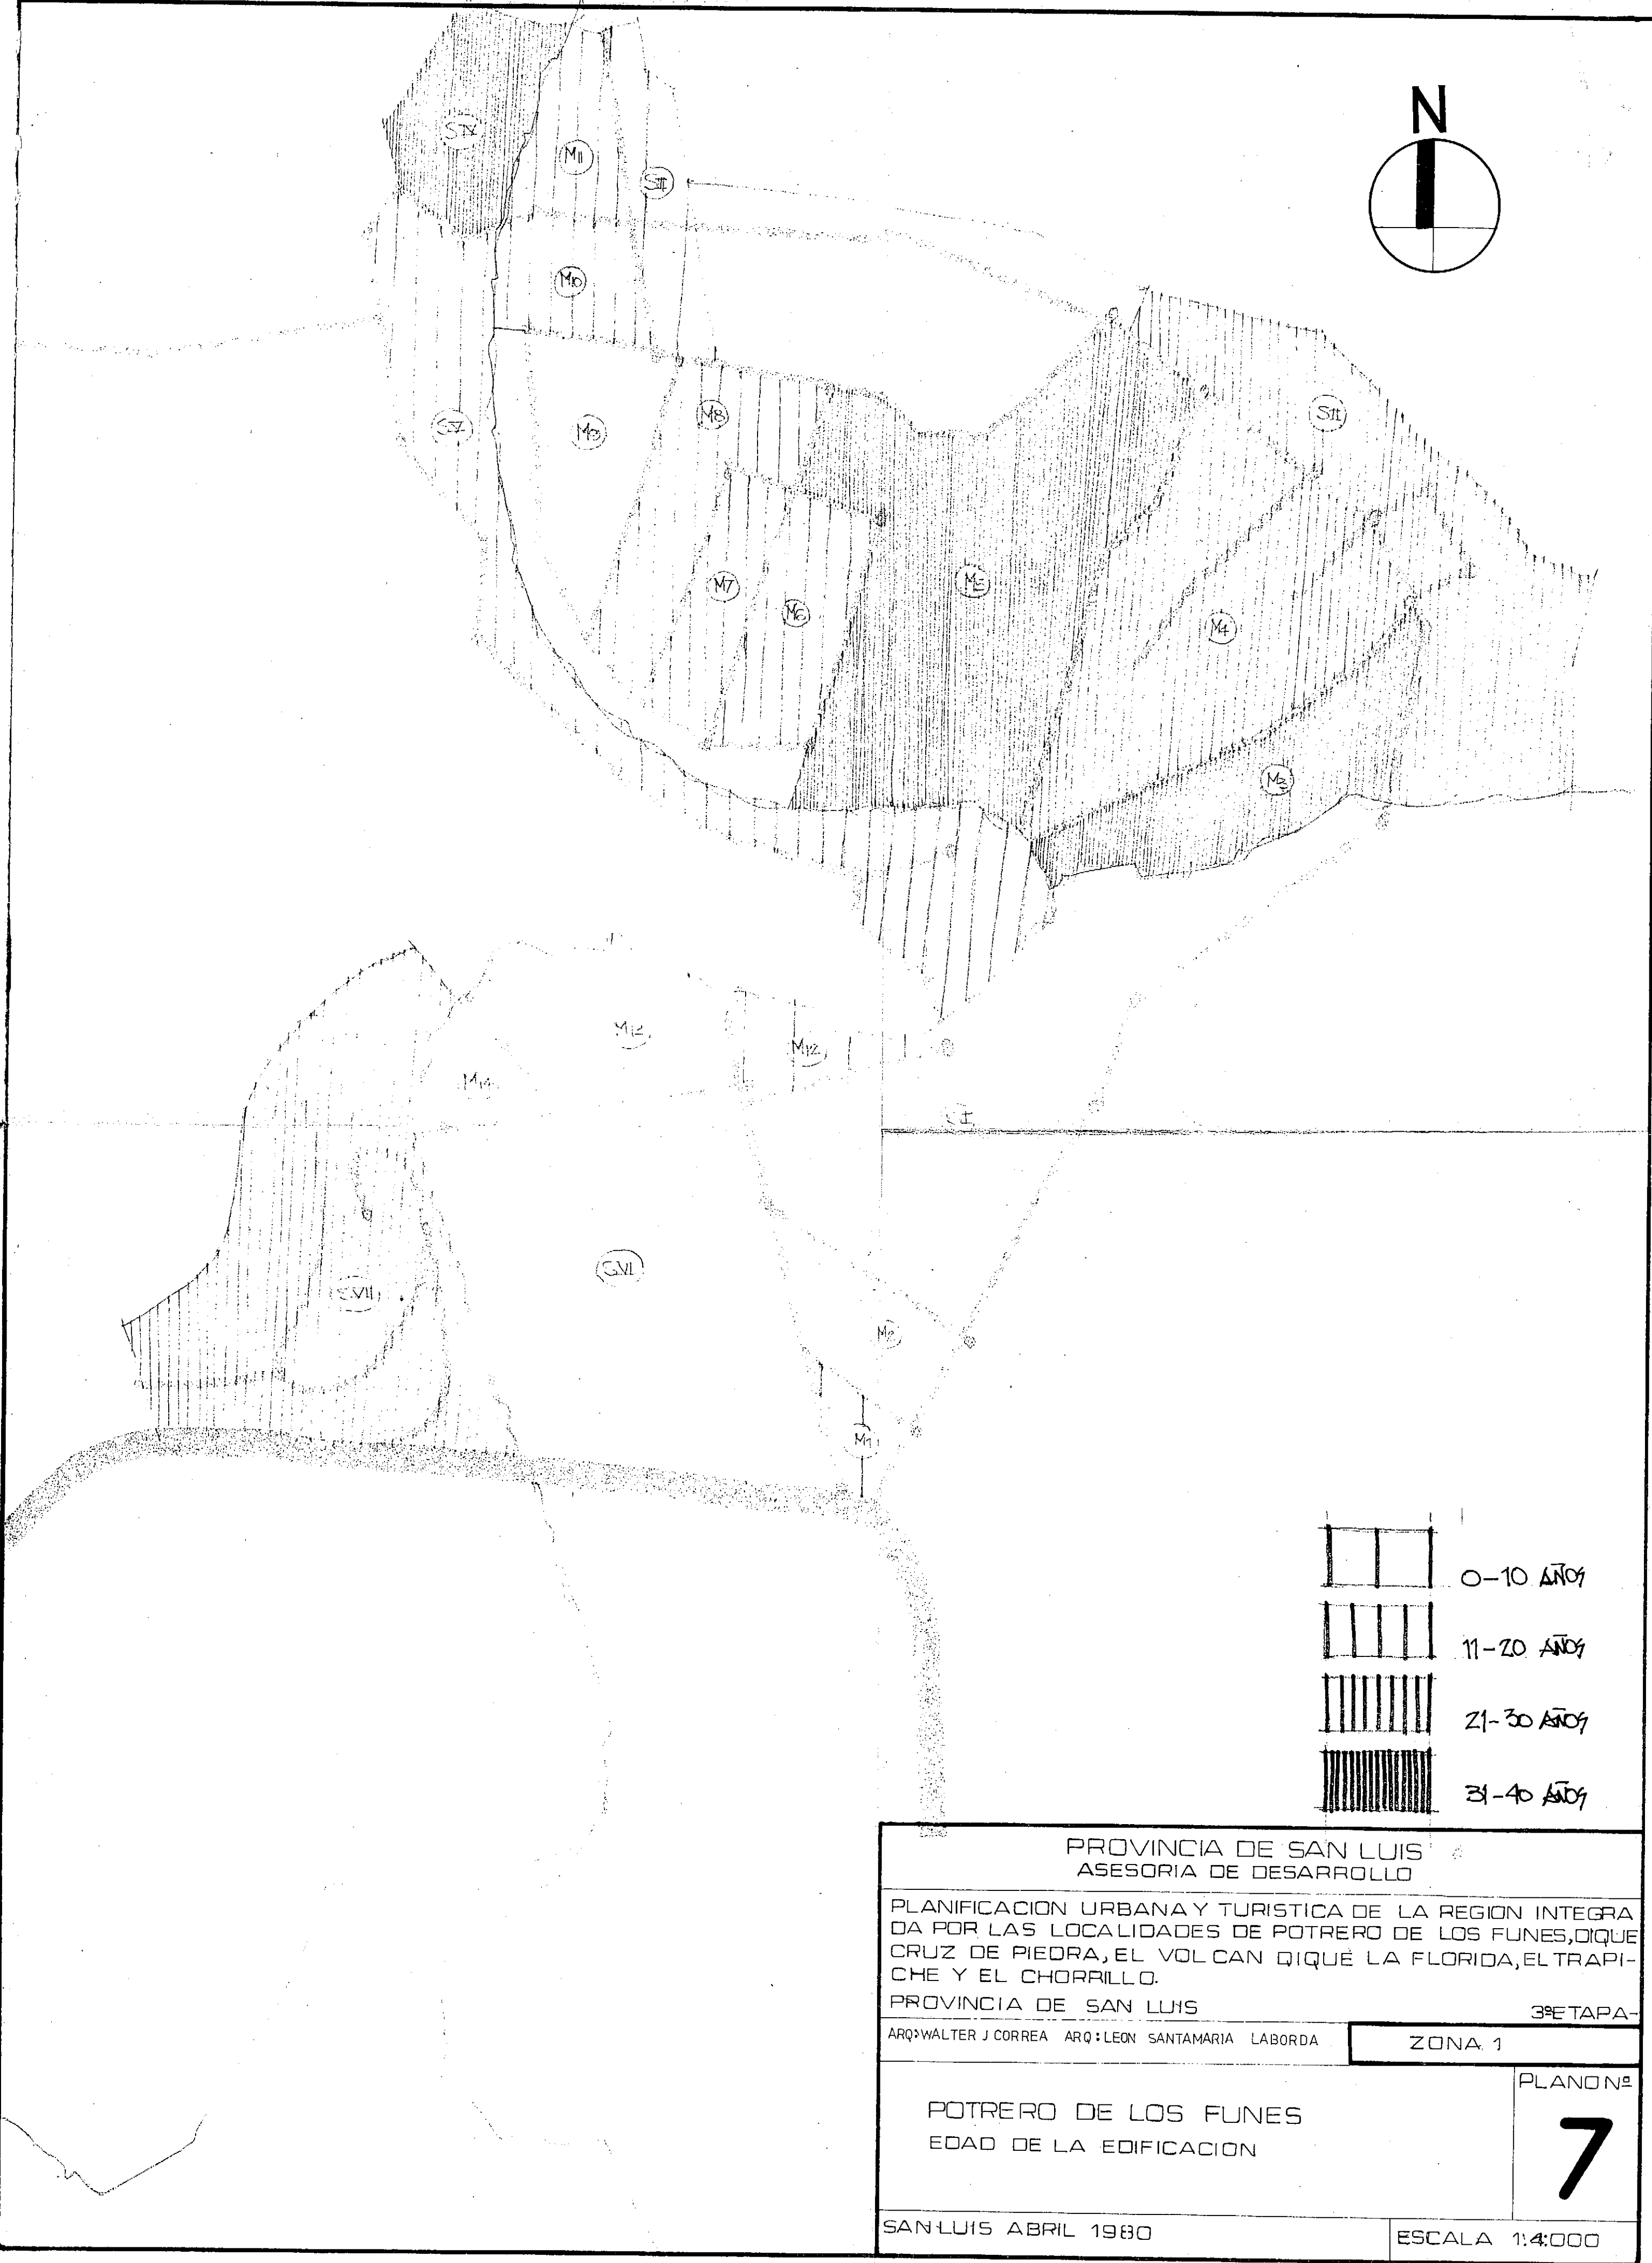 N
SIV
M11
SIII
M10
SII
SV
M9
M8
M7
M6
M5
M4
M3
M12
M14
SI
S.VI
S.VII
M2
M1
0-10 AÑOS
11-20 AÑOS
21-30 AÑOS
31-40 AÑOS
PROVINCIA DE SAN LUIS
ASESORIA DE DESARROLLO
PLANIFICACION URBANA Y TURISTICA DE LA REGION INTEGRA
DA POR LAS LOCALIDADES DE POTRERO DE LOS FUNES, DIQUE
CRUZ DE PIEDRA, EL VOLCAN DIQUE LA FLORIDA, EL TRAPI-
CHE Y EL CHORRILLO.
PROVINCIA DE SAN LUIS
3ªETAPA-
ARQ: WALTER J CORREA ARQ: LEON SANTAMARIA LABORDA
ZONA 1
PLANO Nº
POTRERO DE LOS FUNES
EDAD DE LA EDIFICACION
7
SAN LUIS ABRIL 1980
ESCALA 1:4:000